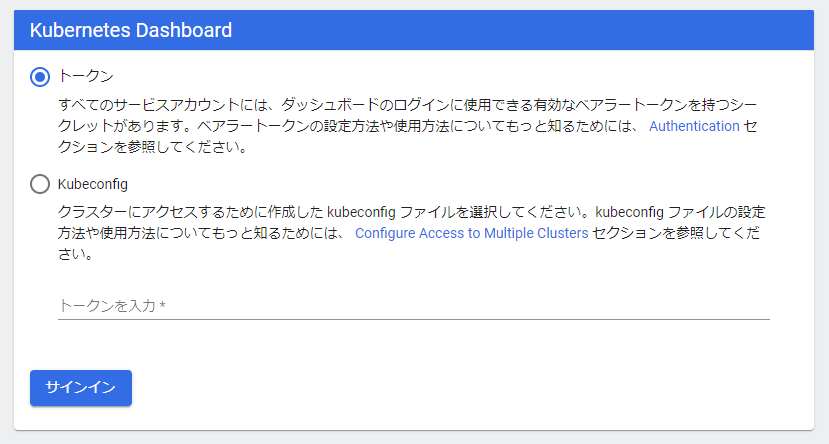 Kubernetes Dashboard
トークン
すべてのサービスアカウントには、ダッシュボードのログインに使用できる有効なベアラートークンを持つシー
クレットがあります。ベアラートークンの設定方法や使用方法についてもっと知るためには、 Authentication セ
クションを参照してください。
Kubeconfig
クラスターにアクセスするために作成した kubeconfig ファイルを選択してください。kubeconfig ファイルの設定
方法や使用方法についてもっと知るためには、 Configure Access to Multiple Clusters セクションを参照してくだ
さい。
トークンを入力 *
サインイン